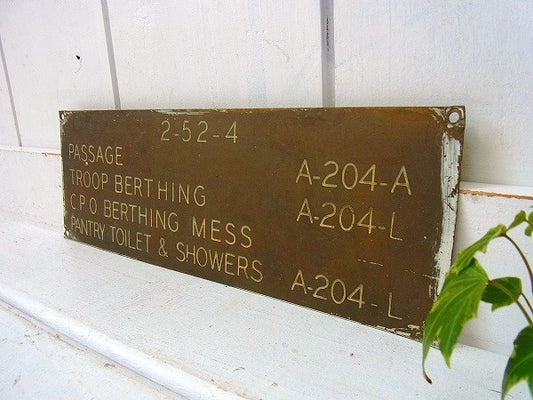 2-52-4
PASSAGE A-204-A
TROOP BERTHING A-204-L
C.P.O BERTHING MESS
PANTRY TOILET & SHOWERS A-204-L